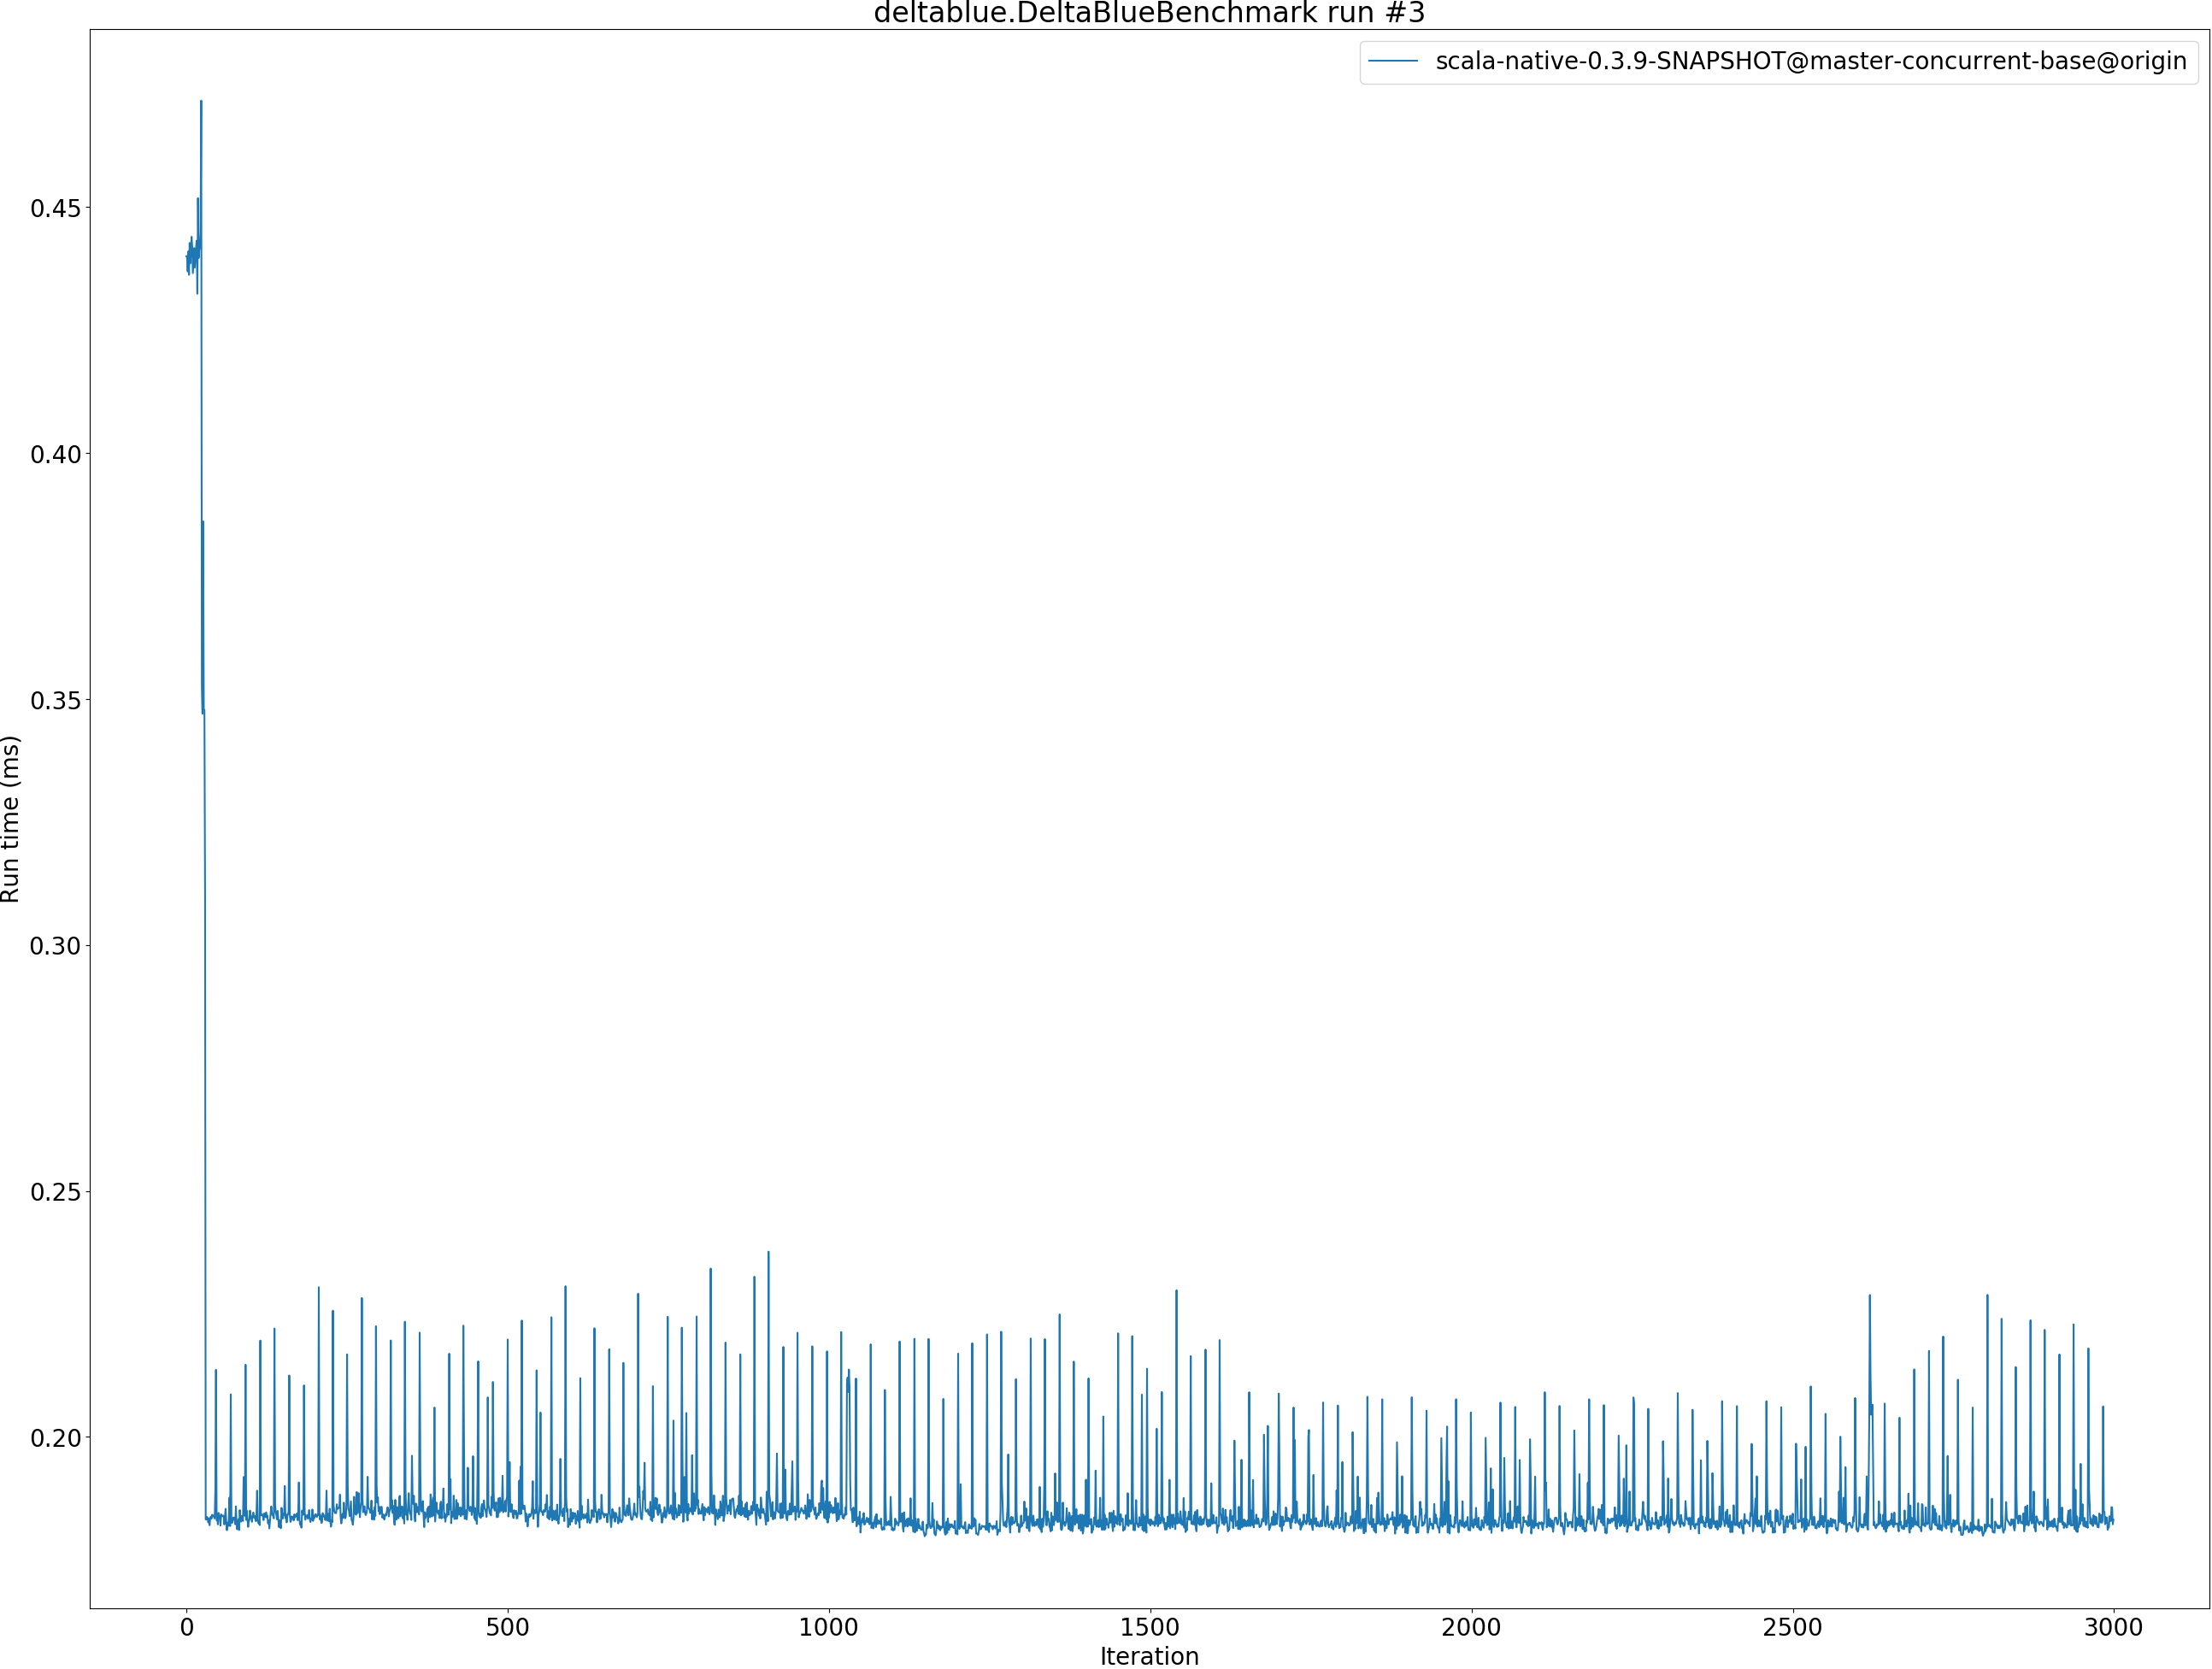 deltablue.DeltaBlueBenchmark run #3
scala-native-0.3.9-SNAPSHOT@master-concurrent-base@origin
Run time (ms)
0.45
0.40
0.35
0.30
0.25
0.20
0 500 1000 1500 2000 2500 3000
Iteration